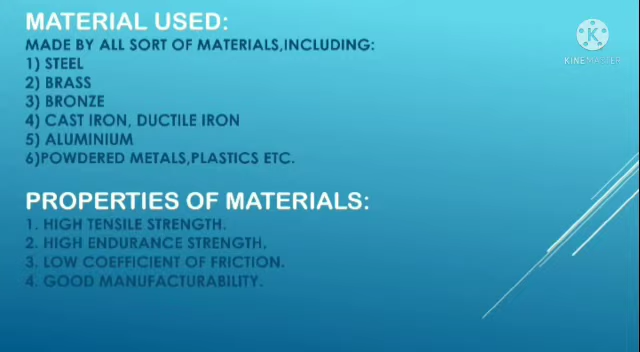 MATERIAL USED:
MADE BY ALL SORT OF MATERIALS,INCLUDING:
1) STEEL
2) BRASS
3) BRONZE
4) CAST IRON, DUCTILE IRON
5) ALUMINIUM
6)POWDERED METALS,PLASTICS ETC.
PROPERTIES OF MATERIALS:
1. HIGH TENSILE STRENGTH.
2. HIGH ENDURANCE STRENGTH,
3. LOW COEFFICIENT OF FRICTION.
4. GOOD MANUFACTURABILITY.
K
KINEMASTER